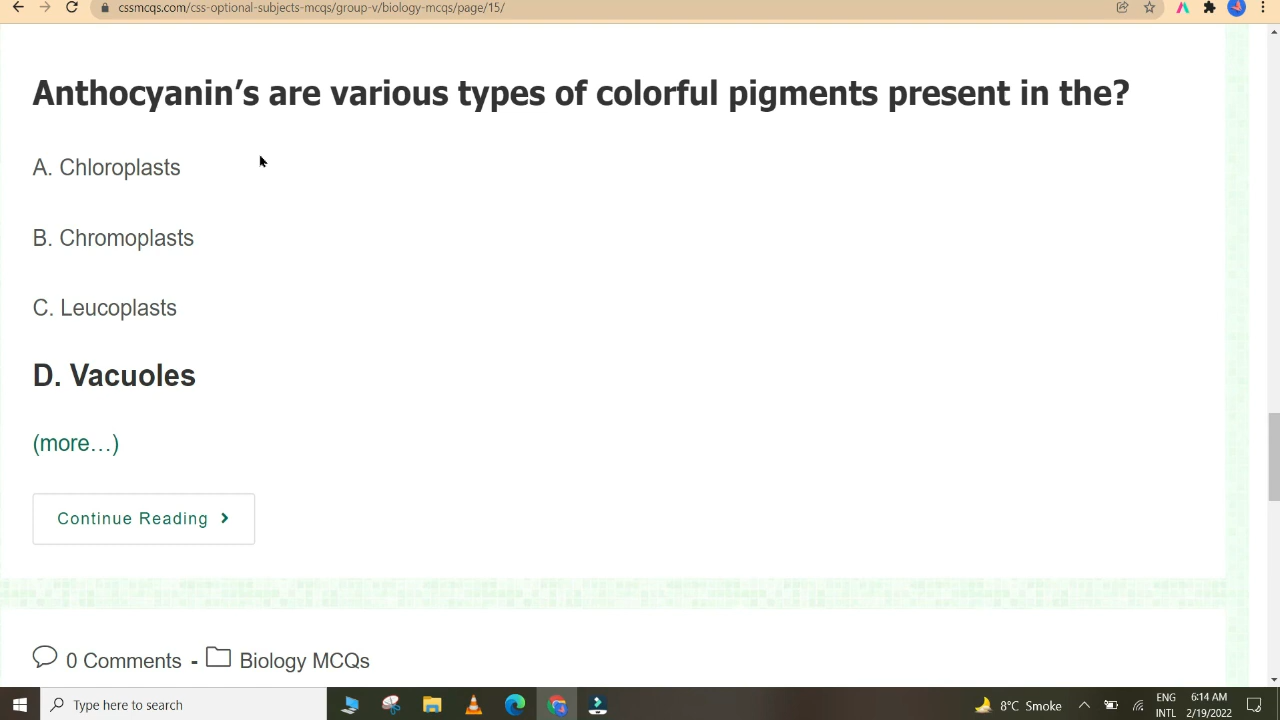 cssmcqs.com/css-optional-subjects-mcqs/group-v/biology-mcqs/page/15/
Anthocyanin’s are various types of colorful pigments present in the?
A. Chloroplasts
B. Chromoplasts
C. Leucoplasts
D. Vacuoles
(more…)
Continue Reading
0 Comments - Biology MCQs
Type here to search
8°C Smoke
ENG
INTL
6:14 AM
2/19/2022